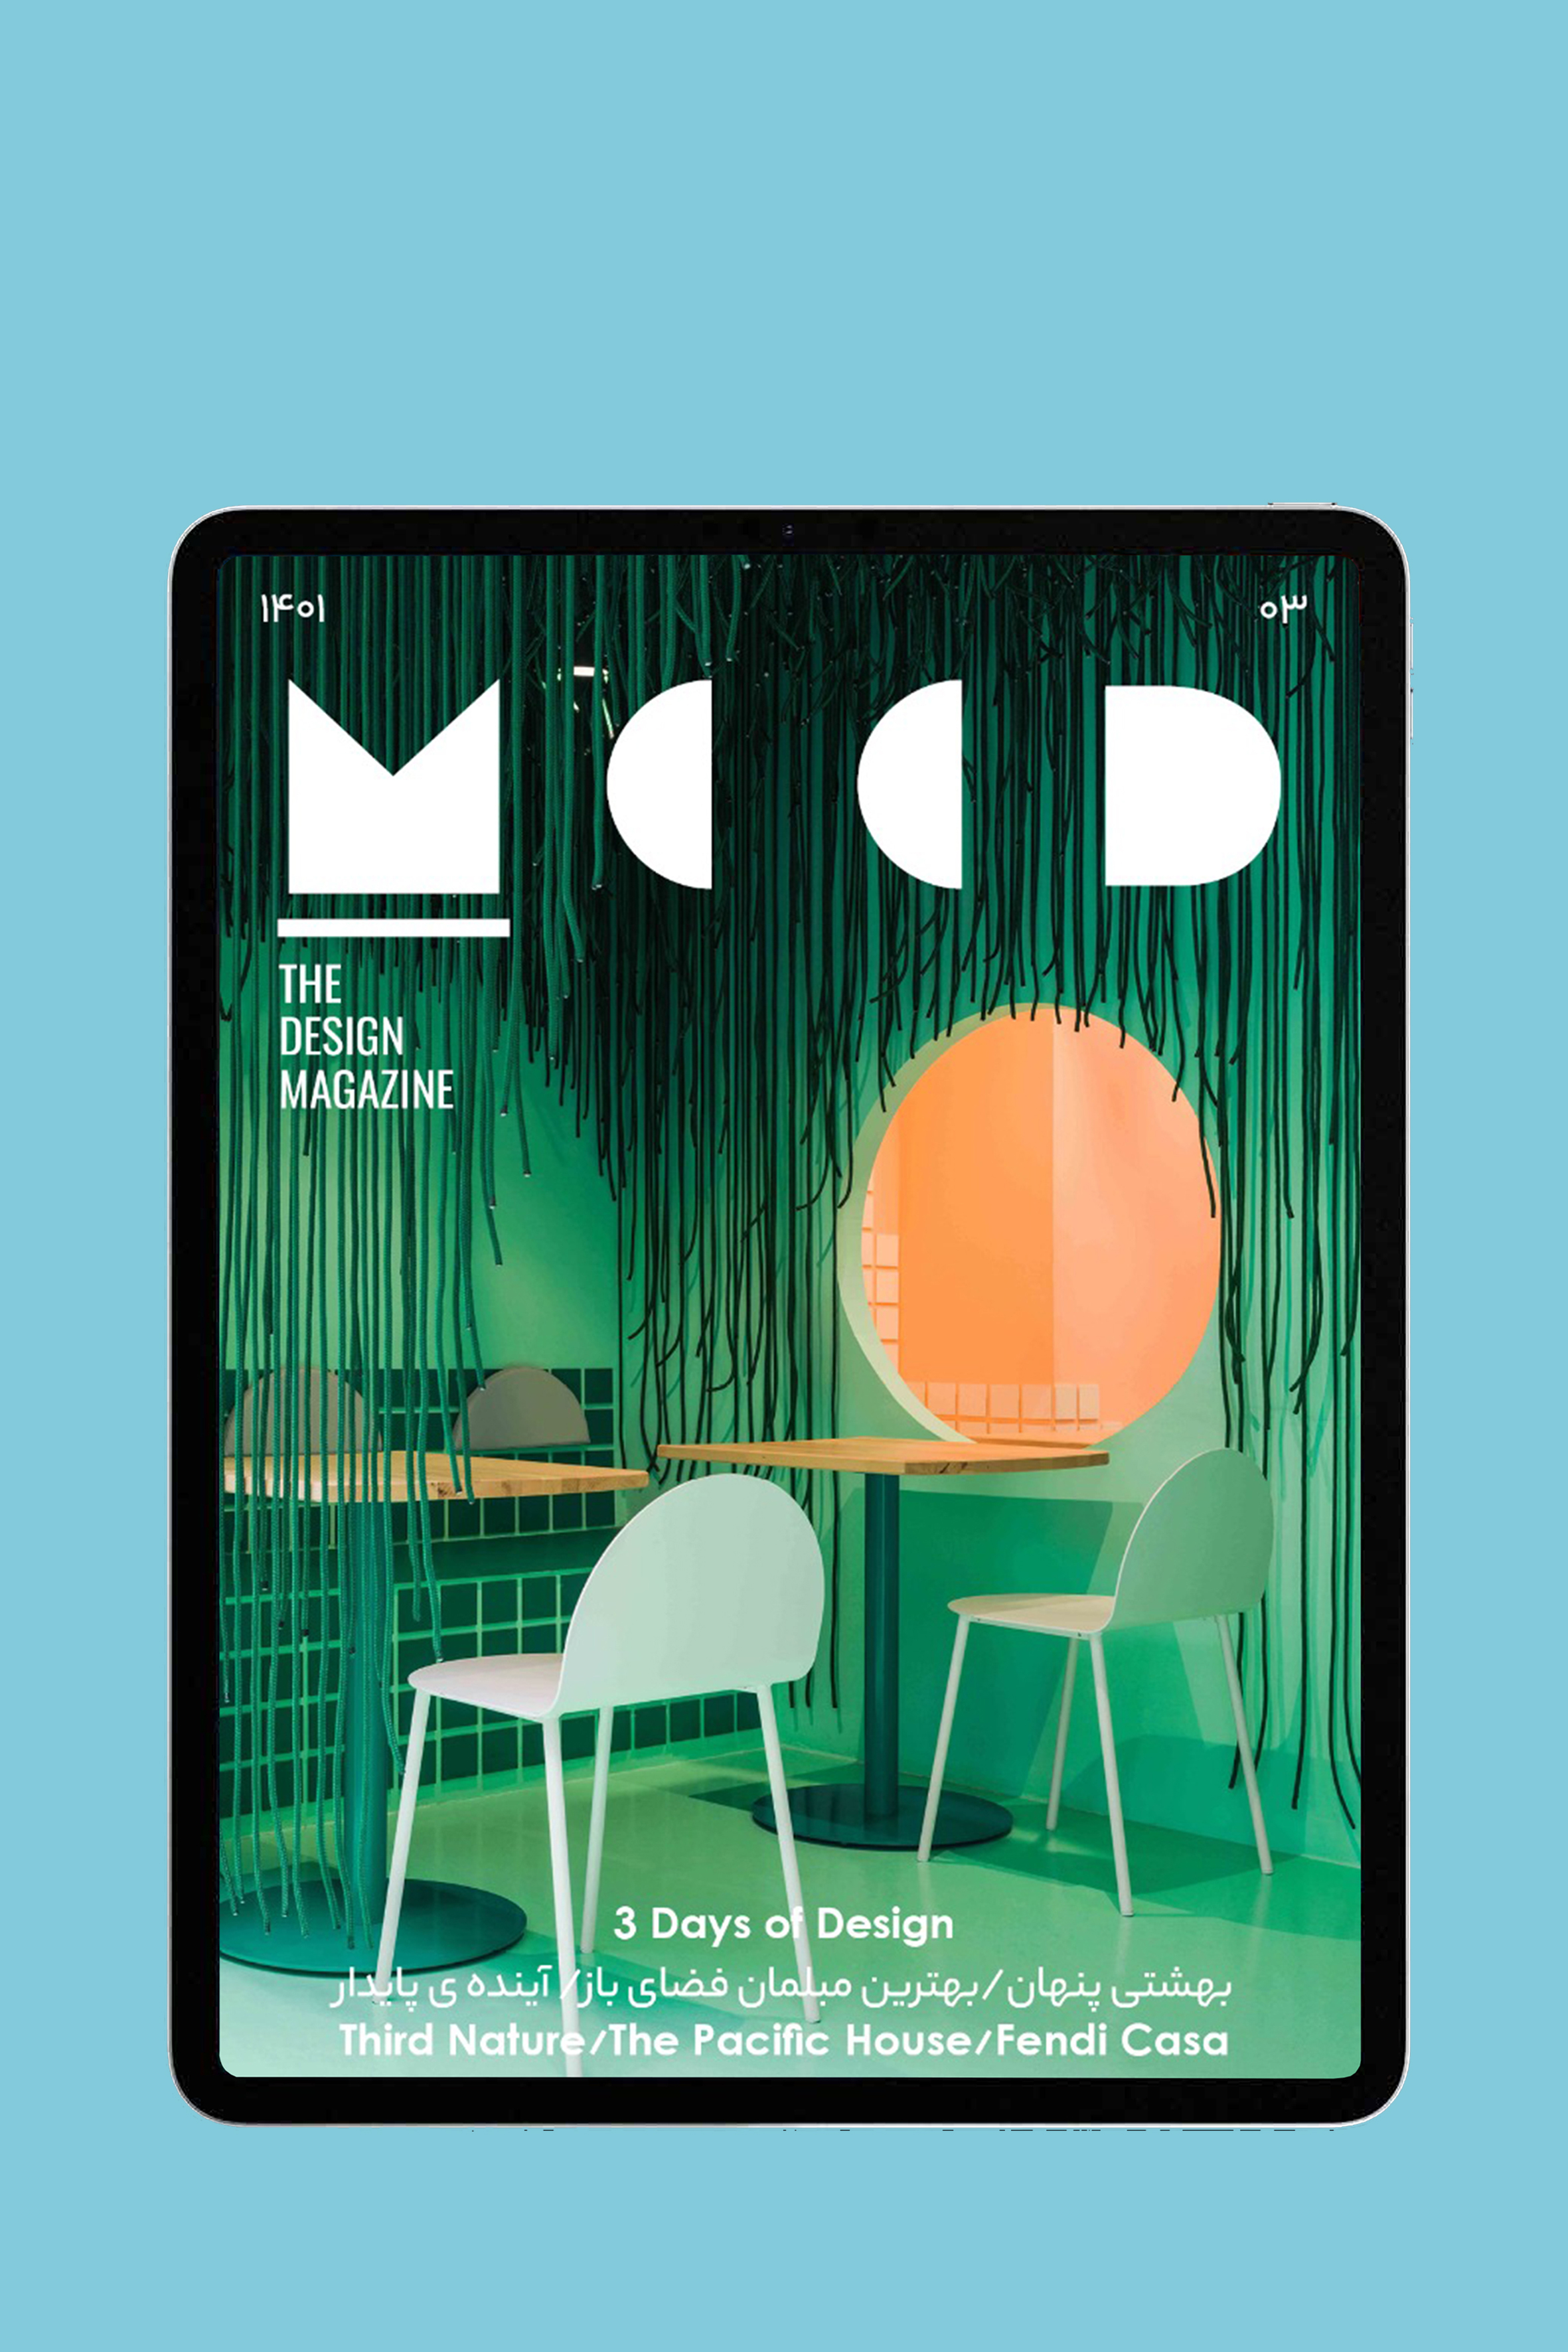 ۱۴۰۱
۰۳
MOOD
THE
DESIGN
MAGAZINE
3 Days of Design
بهشتی پنهان/بهترین مبلمان فضای باز/آینده ی پایدار
Third Nature/The Pacific House/Fendi Casa